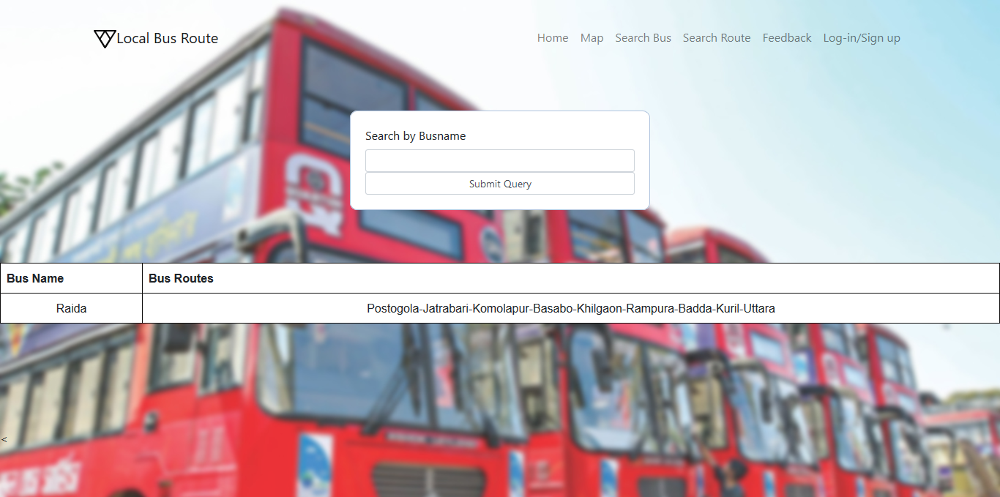 Local Bus Route Home Map Search Bus Search Route Feedback Log-in/Sign up
Search by Busname
Submit Query
Bus Name Bus Routes
Raida Postogola-Jatrabari-Komolapur-Basabo-Khilgaon-Rampura-Badda-Kuril-Uttara
<